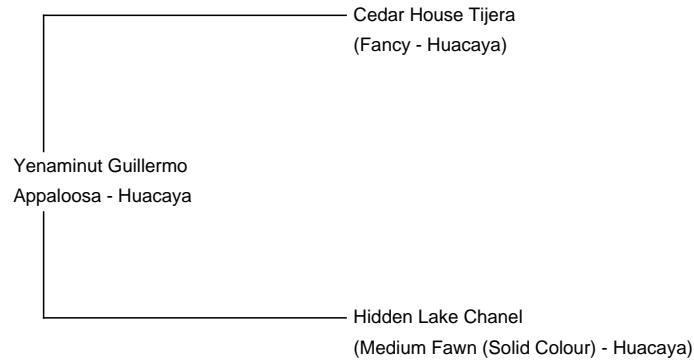 Cedar House Tijera
(Fancy - Huacaya)
Yenaminut Guillermo
Appaloosa - Huacaya
Hidden Lake Chanel
(Medium Fawn (Solid Colour) - Huacaya)